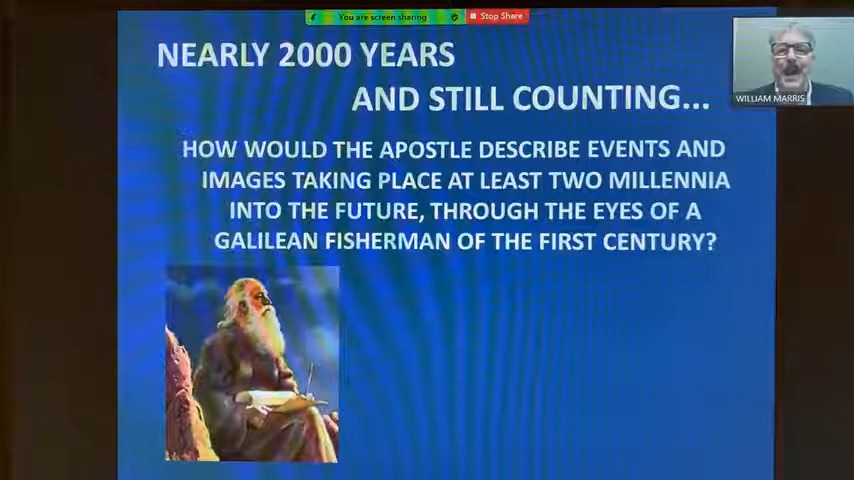 You are screen sharing
Stop Share
NEARLY 2000 YEARS
AND STILL COUNTING...
WILLIAM MARRIS
HOW WOULD THE APOSTLE DESCRIBE EVENTS AND
IMAGES TAKING PLACE AT LEAST TWO MILLENNIA
INTO THE FUTURE, THROUGH THE EYES OF A
GALILEAN FISHERMAN OF THE FIRST CENTURY?